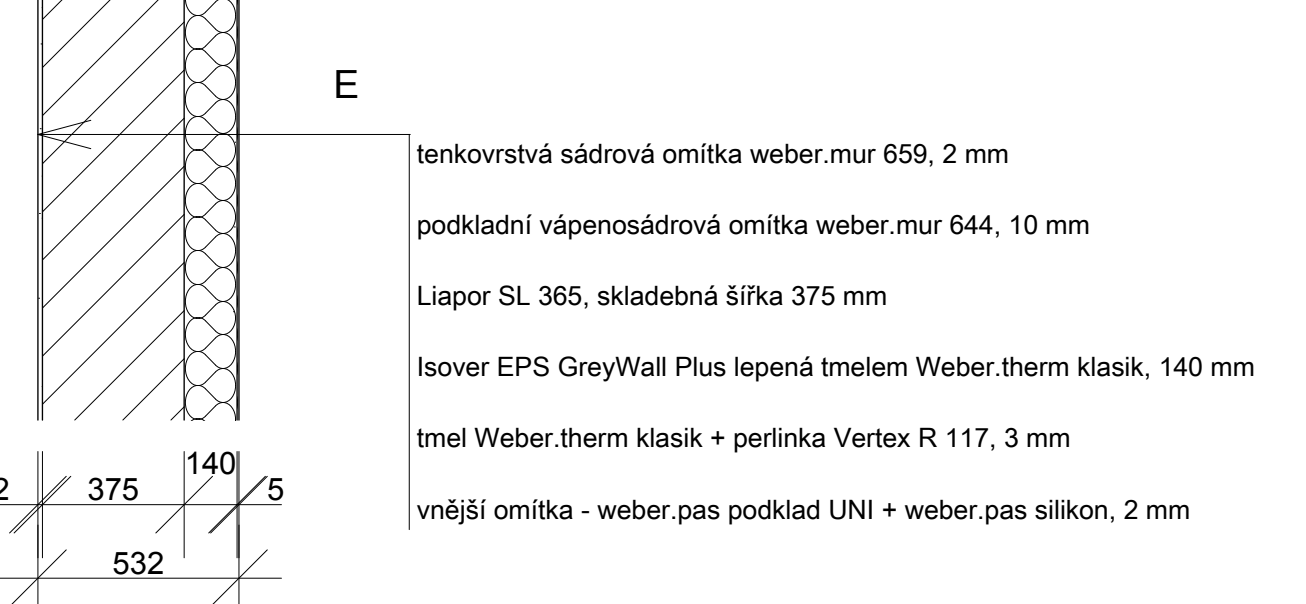 E
tenkovrstvá sádrová omítka weber.mur 659, 2 mm
podkladní vápenosádrová omítka weber.mur 644, 10 mm
Liapor SL 365, skladebná šířka 375 mm
Isover EPS GreyWall Plus lepená tmelem Weber.therm klasik, 140 mm
tmel Weber.therm klasik + perlinka Vertex R 117, 3 mm
vnější omítka - weber.pas podklad UNI + weber.pas silikon, 2 mm
2 375 140 5
532